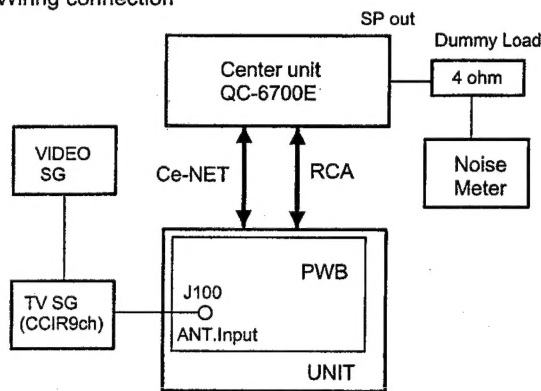 Wiring connection
SP out
Center unit
QC-6700E
Dummy Load
4 ohm
VIDEO
SG
Ce-NET
RCA
Noise
Meter
TV SG
(CCIR9ch)
J100
ANT.Input
PWB
UNIT